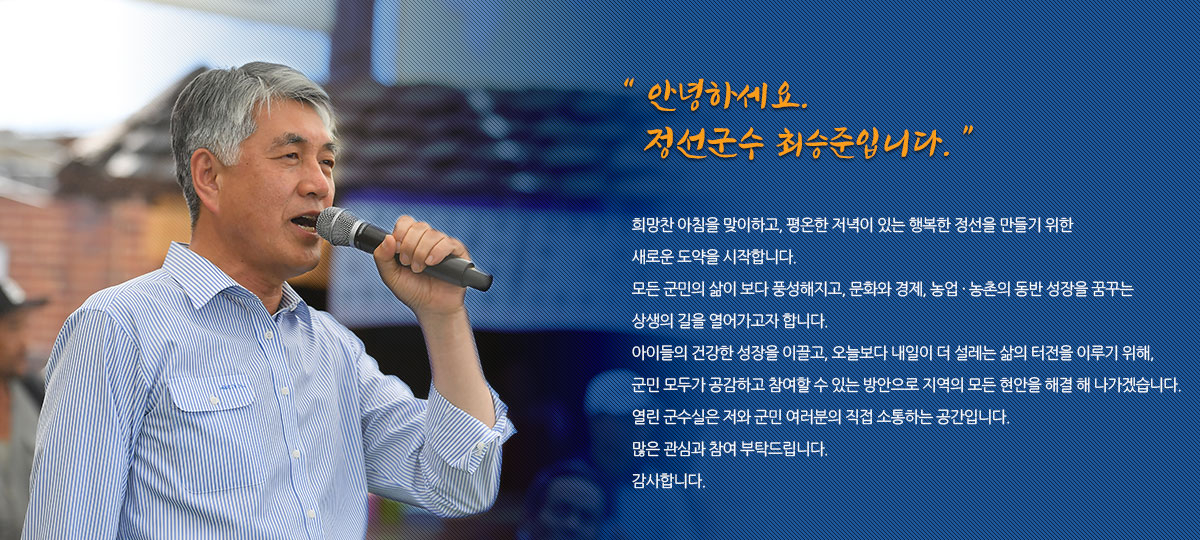 “ 안녕하세요.
정선군수 최승준입니다. ”
희망찬 아침을 맞이하고, 평온한 저녁이 있는 행복한 정선을 만들기 위한
새로운 도약을 시작합니다.
모든 군민의 삶이 보다 풍성해지고, 문화와 경제, 농업 · 농촌의 동반 성장을 꿈꾸는
상생의 길을 열어가고자 합니다.
아이들의 건강한 성장을 이끌고, 오늘보다 내일이 더 설레는 삶의 터전을 이루기 위해,
군민 모두가 공감하고 참여할 수 있는 방안으로 지역의 모든 현안을 해결 해 나가겠습니다.
열린 군수실은 저와 군민 여러분의 직접 소통하는 공간입니다.
많은 관심과 참여 부탁드립니다.
감사합니다.